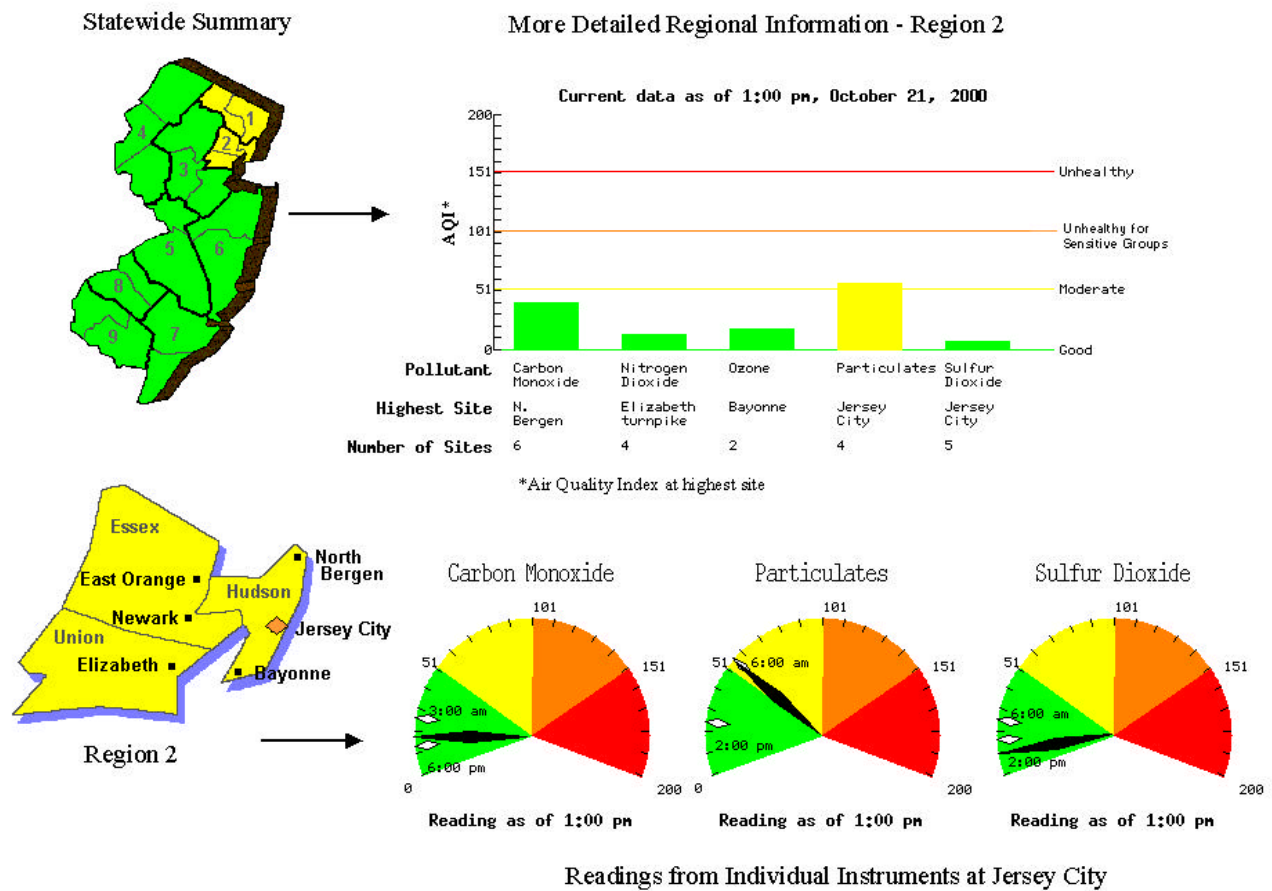 Statewide Summary
More Detailed Regional Information - Region 2
4
1
2
3
5
6
8
9
7
Current data as of 1:00 pm, October 21, 2000
AQI*
200
151
101
51
0
Unhealthy
Unhealthy for
Sensitive Groups
Moderate
Good
Pollutant
Carbon
Monoxide
Nitrogen
Dioxide
Ozone
Particulates
Sulfur
Dioxide
Highest Site
N.
Bergen
Elizabeth
turnpike
Bayonne
Jersey
City
Jersey
City
Number of Sites
6
4
2
4
5
*Air Quality Index at highest site
Essex
East Orange
Newark
Union
Elizabeth
Hudson
North
Bergen
Jersey City
Bayonne
Region 2
Carbon Monoxide
101
51
151
3:00 am
6:00 pm
0
200
Reading as of 1:00 pm
Particulates
101
51
151
6:00 am
2:00 pm
0
200
Reading as of 1:00 pm
Sulfur Dioxide
101
51
151
6:00 am
2:00 pm
0
200
Reading as of 1:00 pm
Readings from Individual Instruments at Jersey City